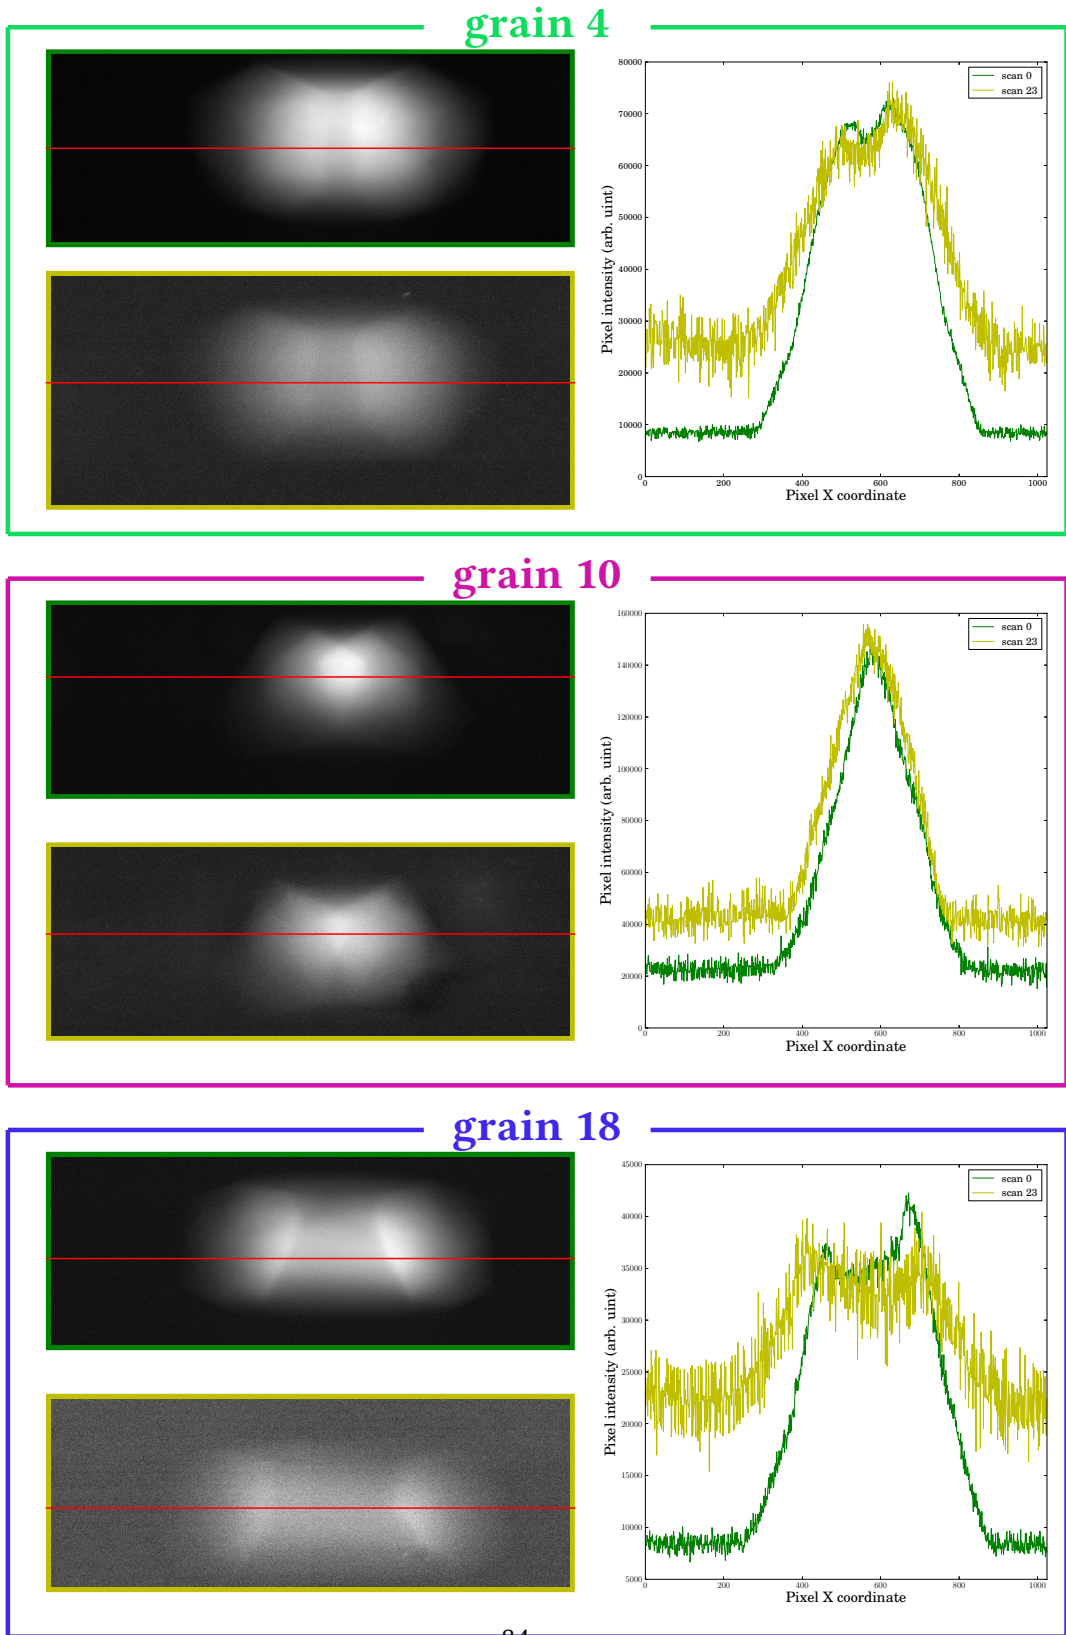 grain 4
80000
70000
60000
50000
40000
30000
20000
10000
0
Pixel intensity (arb. uint)
scan 0
scan 23
0 200 400 600 800 1000
Pixel X coordinate
grain 10
160000
140000
120000
100000
80000
60000
40000
20000
0
Pixel intensity (arb. uint)
scan 0
scan 23
0 200 400 600 800 1000
Pixel X coordinate
grain 18
45000
40000
35000
30000
25000
20000
15000
10000
5000
Pixel intensity (arb. uint)
scan 0
scan 23
0 200 400 600 800 1000
Pixel X coordinate